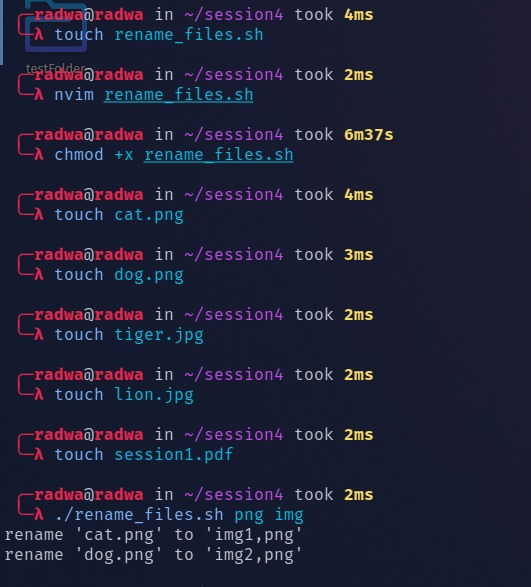 ╭─radwa@radwa in ~/session4 took 4ms
╰─λ touch rename_files.sh
testFolder
╭─radwa@radwa in ~/session4 took 2ms
╰─λ nvim rename_files.sh
╭─radwa@radwa in ~/session4 took 6m37s
╰─λ chmod +x rename_files.sh
╭─radwa@radwa in ~/session4 took 4ms
╰─λ touch cat.png
╭─radwa@radwa in ~/session4 took 3ms
╰─λ touch dog.png
╭─radwa@radwa in ~/session4 took 2ms
╰─λ touch tiger.jpg
╭─radwa@radwa in ~/session4 took 2ms
╰─λ touch lion.jpg
╭─radwa@radwa in ~/session4 took 2ms
╰─λ touch session1.pdf
╭─radwa@radwa in ~/session4 took 2ms
╰─λ ./rename_files.sh png img
rename 'cat.png' to 'img1,png'
rename 'dog.png' to 'img2,png'